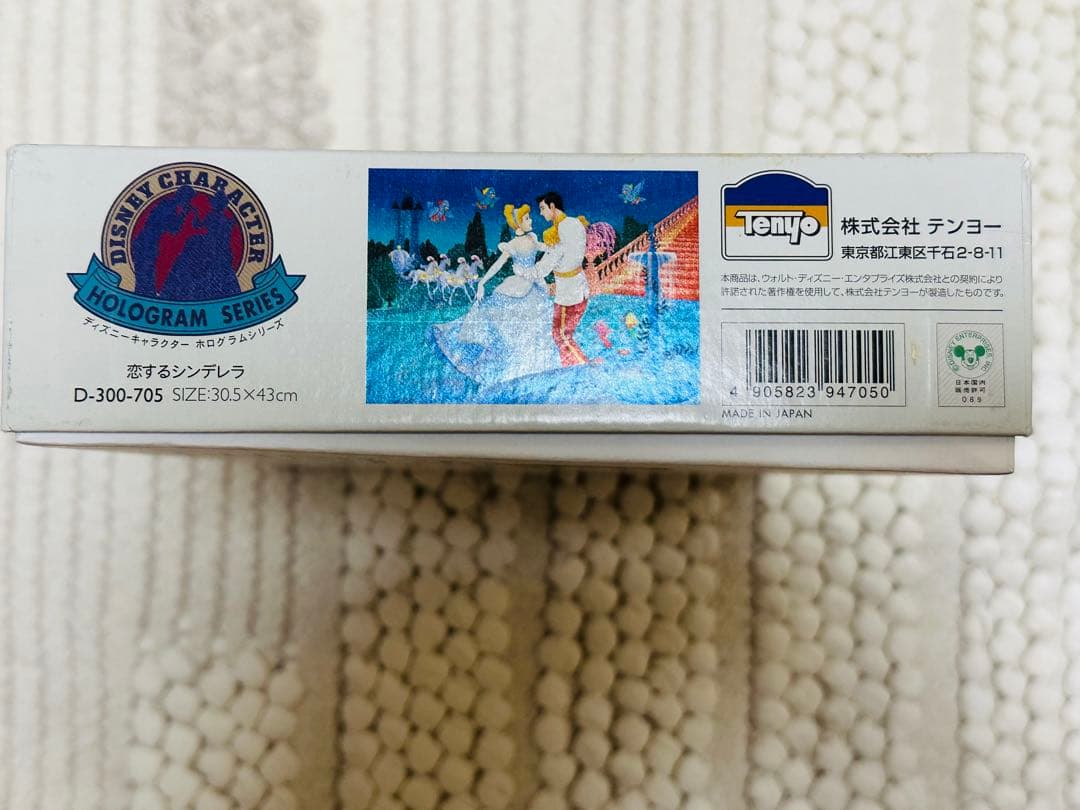 DISNEY CHARACTER
HOLOGRAM SERIES
ディズニーキャラクター ホログラムシリーズ
恋するシンデレラ
D-300-705 SIZE:30.5×43cm
Tenyo
株式会社 テンヨー
東京都江東区千石2-8-11
本商品は、ウォルト・ディズニー・エンタプライズ株式会社との契約により
許諾された著作権を使用して、株式会社テンヨーが製造したものです。
4 905823 947050
MADE IN JAPAN
©DISNEY ENTERPRISES, INC.
日本国内
販売許可
089